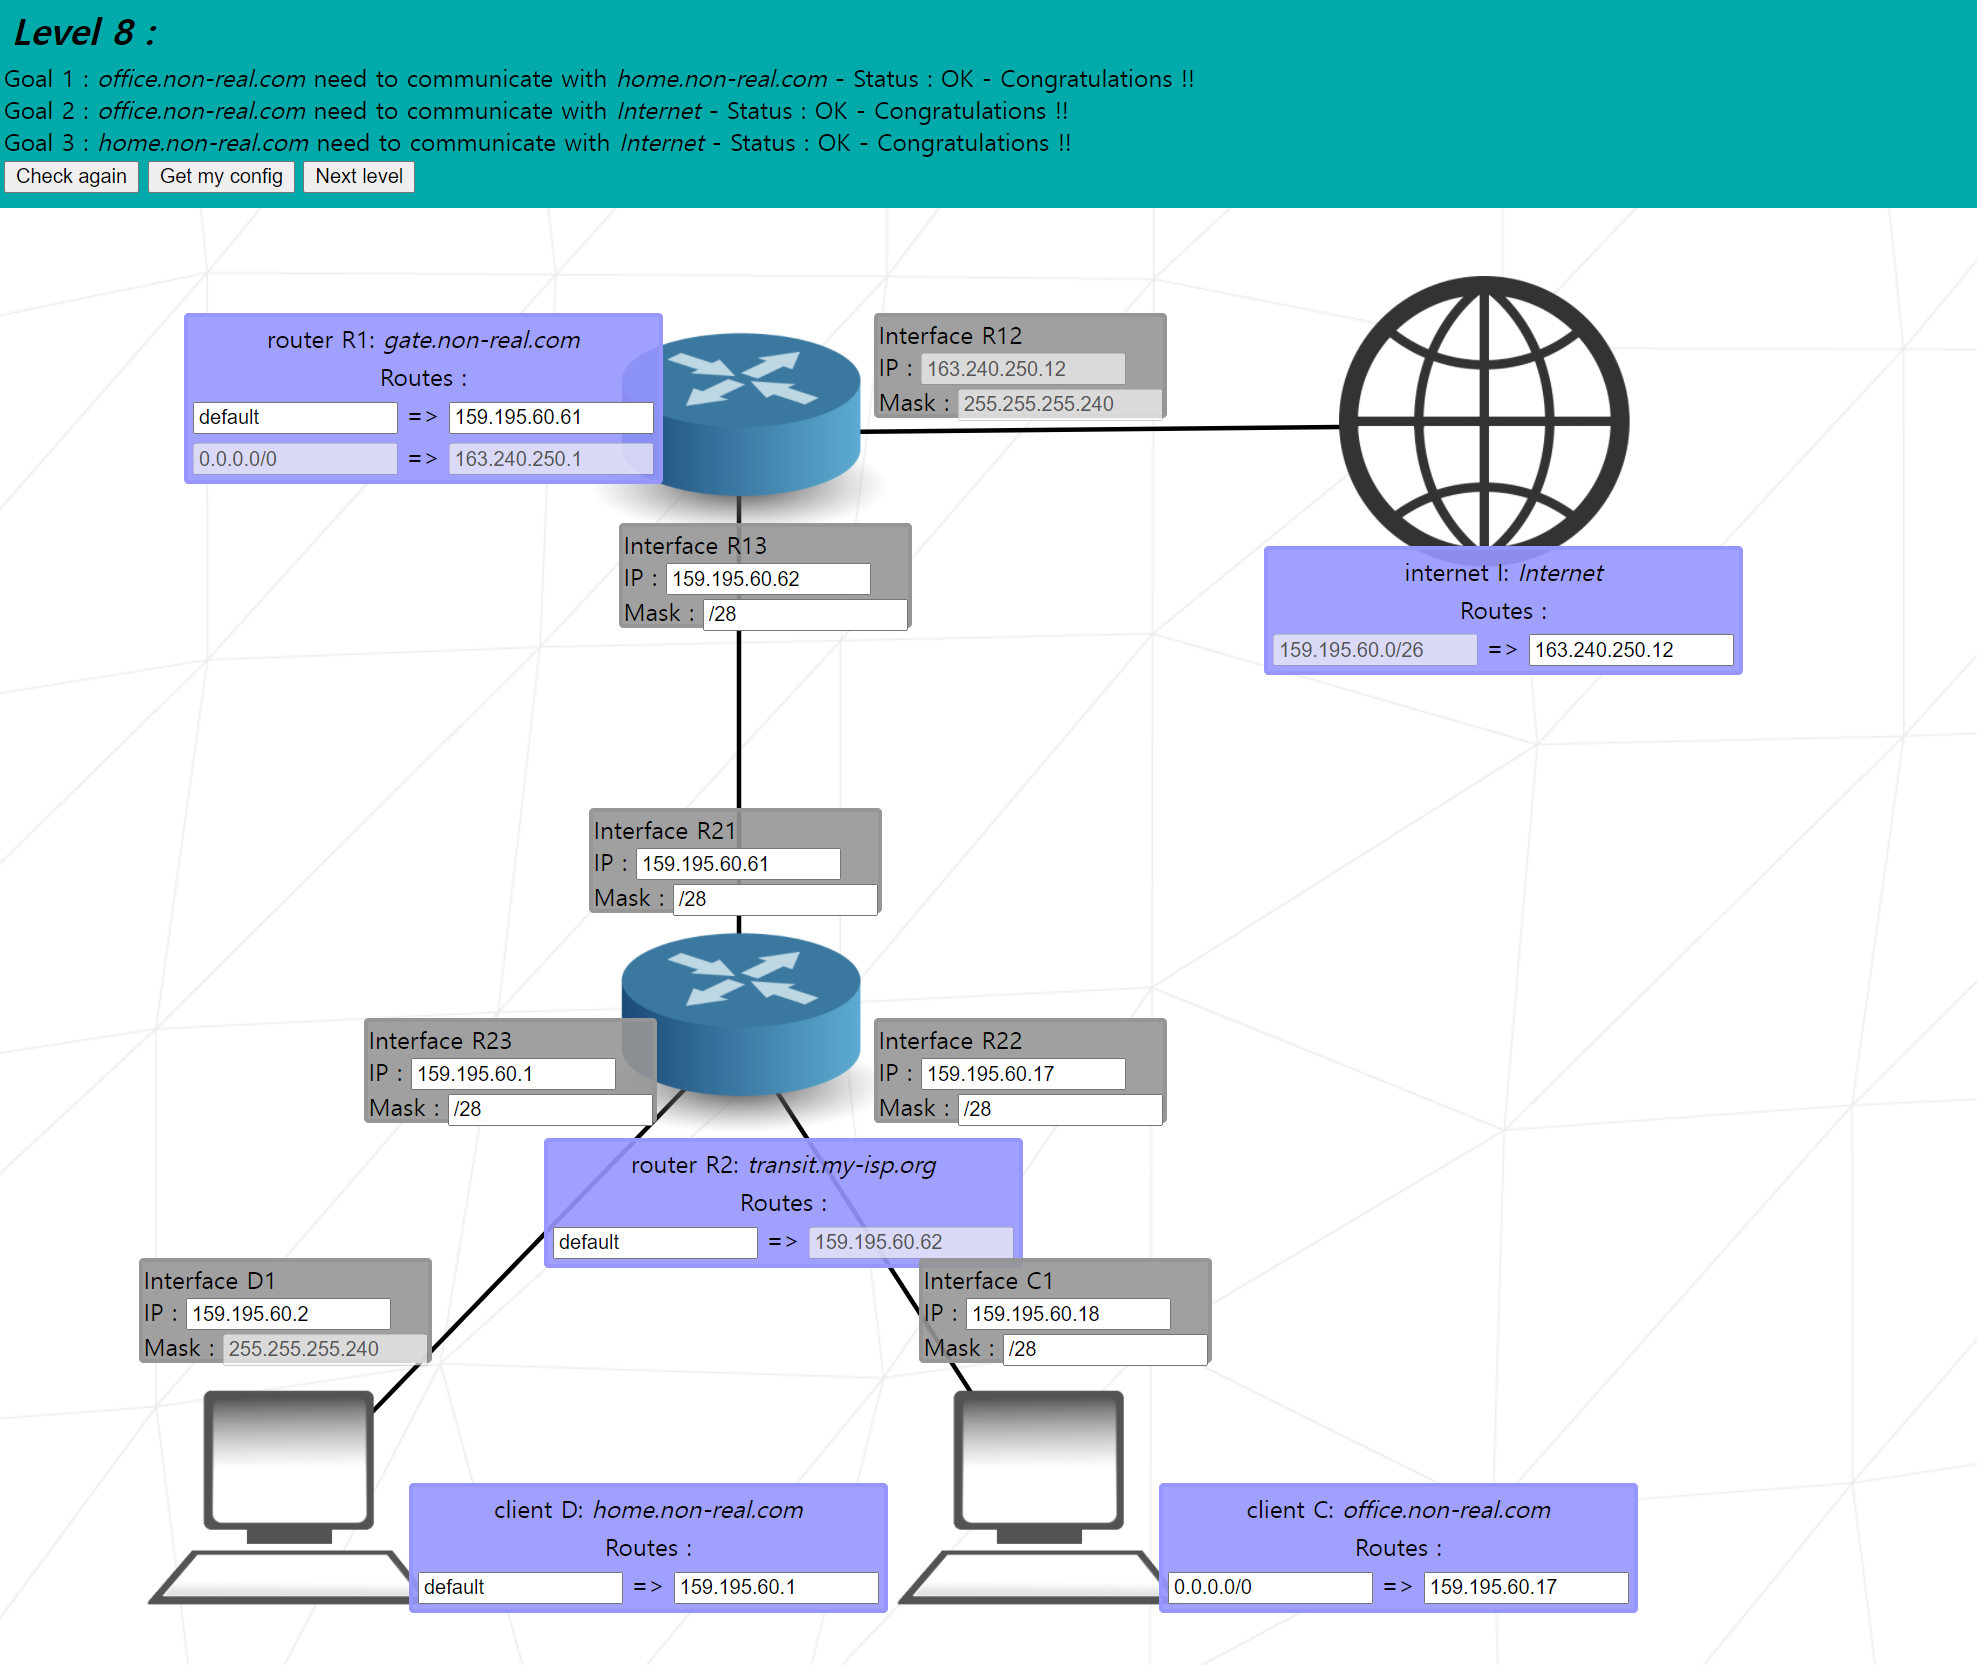 Level 8 :
Goal 1 : office.non-real.com need to communicate with home.non-real.com - Status : OK - Congratulations !!
Goal 2 : office.non-real.com need to communicate with Internet - Status : OK - Congratulations !!
Goal 3 : home.non-real.com need to communicate with Internet - Status : OK - Congratulations !!
Check again Get my config Next level
router R1: gate.non-real.com
Routes :
default => 159.195.60.61
0.0.0.0/0 => 163.240.250.1
Interface R12
IP : 163.240.250.12
Mask : 255.255.255.240
Interface R13
IP : 159.195.60.62
Mask : /28
internet I: Internet
Routes :
159.195.60.0/26 => 163.240.250.12
Interface R21
IP : 159.195.60.61
Mask : /28
Interface R23
IP : 159.195.60.1
Mask : /28
Interface R22
IP : 159.195.60.17
Mask : /28
router R2: transit.my-isp.org
Routes :
default => 159.195.60.62
Interface D1
IP : 159.195.60.2
Mask : 255.255.255.240
Interface C1
IP : 159.195.60.18
Mask : /28
client D: home.non-real.com
Routes :
default => 159.195.60.1
client C: office.non-real.com
Routes :
0.0.0.0/0 => 159.195.60.17